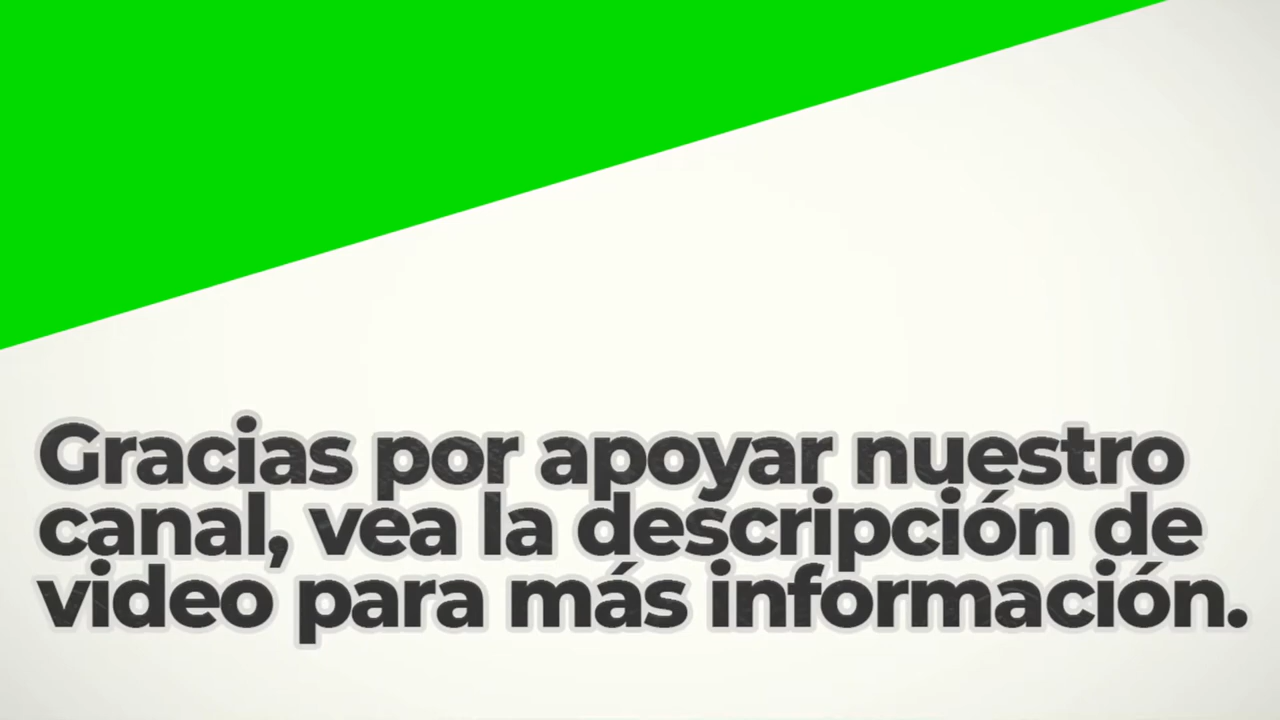 Gracias por apoyar nuestro
canal, vea la descripción de
video para más información.